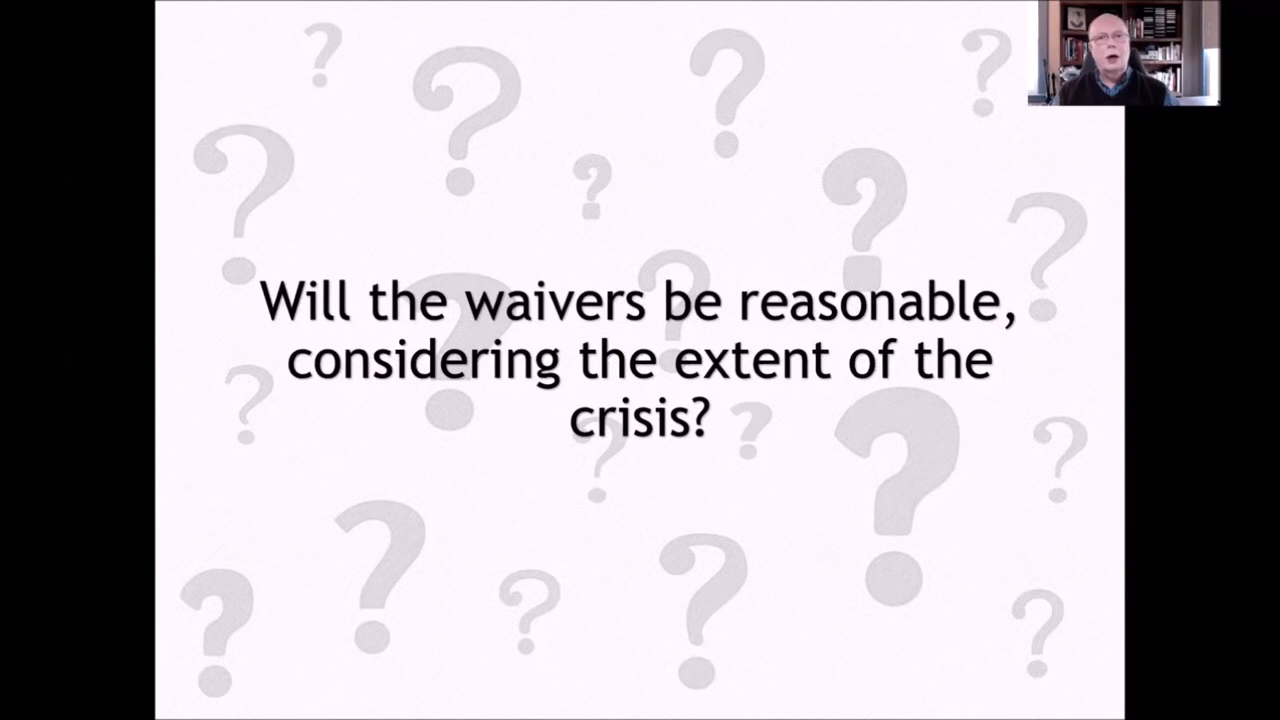 Will the waivers be reasonable,
considering the extent of the
crisis?